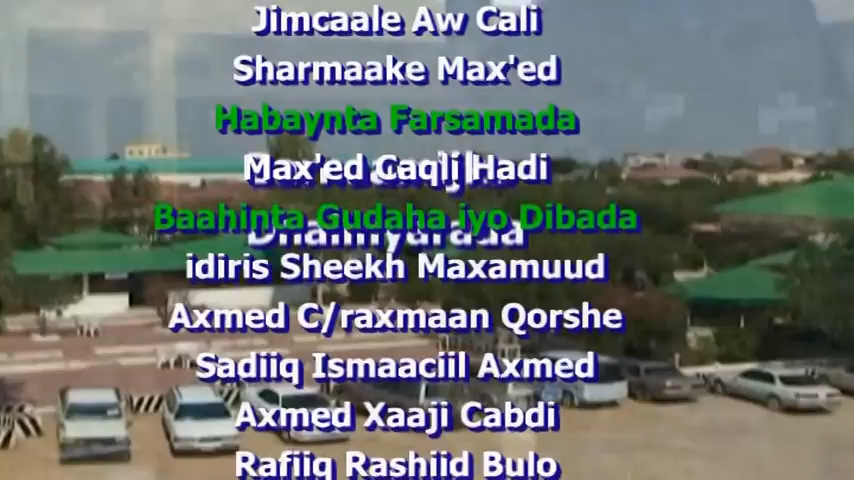 Jimcaale Aw Cali
Sharmaake Max'ed
Habaynta Farsamada
Max'ed Caqli Hadi
Baahinta Gudaha iyo Dibada
idiris Sheekh Maxamuud
Axmed C/raxmaan Qorshe
Sadiiq Ismaaciil Axmed
Axmed Xaaji Cabdi
Rafiiq Rashiid Bulo